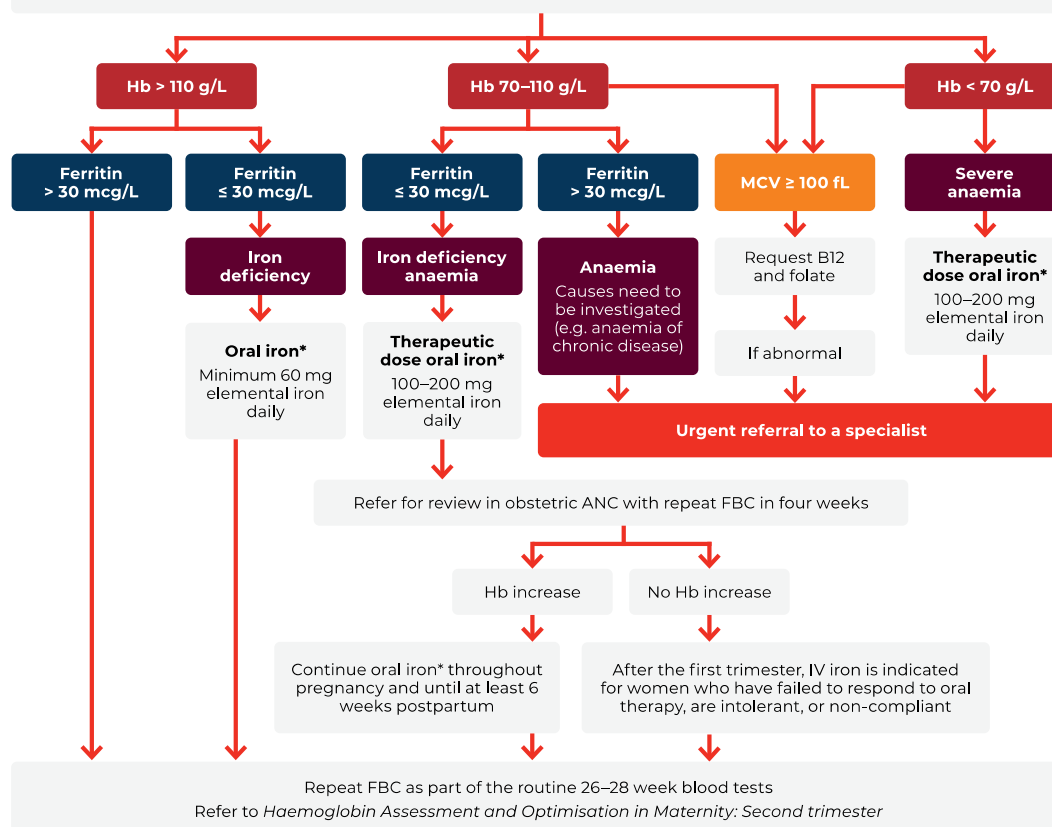 Hb > 110 g/L
Hb 70–110 g/L
Hb < 70 g/L
Ferritin
> 30 mcg/L
Ferritin
≤ 30 mcg/L
Ferritin
≤ 30 mcg/L
Ferritin
> 30 mcg/L
MCV ≥ 100 fL
Severe
anaemia
Iron
deficiency
Iron deficiency
anaemia
Anaemia
Causes need to
be investigated
(e.g. anaemia of
chronic disease)
Request B12
and folate
Therapeutic
dose oral iron*
100–200 mg
elemental iron
daily
Oral iron*
Minimum 60 mg
elemental iron
daily
Therapeutic
dose oral iron*
100–200 mg
elemental iron
daily
If abnormal
Urgent referral to a specialist
Refer for review in obstetric ANC with repeat FBC in four weeks
Hb increase
No Hb increase
Continue oral iron* throughout
pregnancy and until at least 6
weeks postpartum
After the first trimester, IV iron is indicated
for women who have failed to respond to oral
therapy, are intolerant, or non-compliant
Repeat FBC as part of the routine 26–28 week blood tests
Refer to Haemoglobin Assessment and Optimisation in Maternity: Second trimester